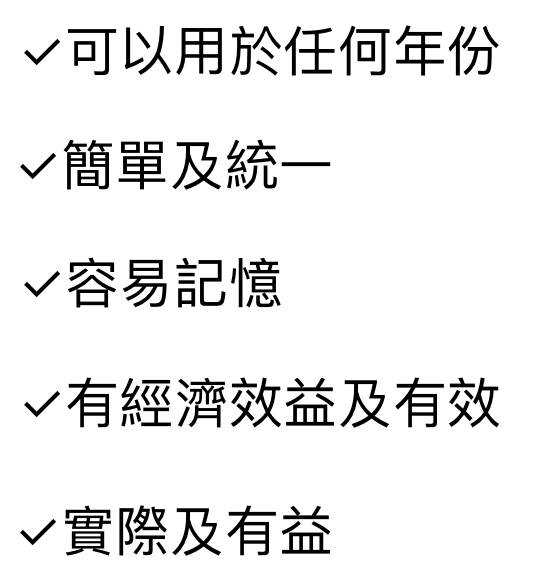 ✓可以用於任何年份
✓簡單及統一
✓容易記憶
✓有經濟效益及有效
✓實際及有益